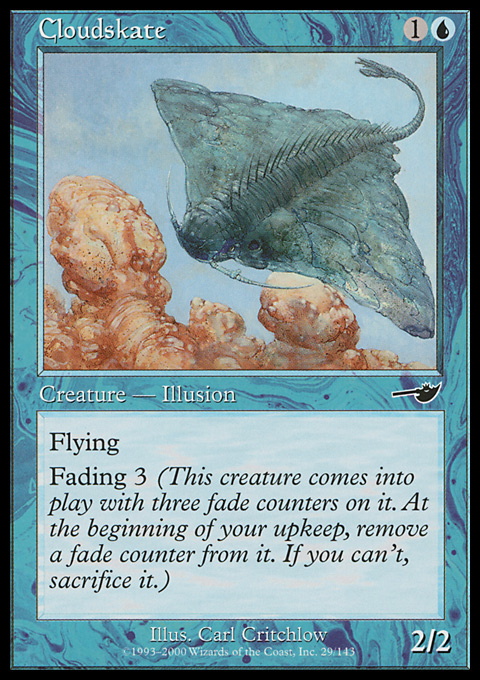 Cloudskate 1
Creature — Illusion
Flying
Fading 3 (This creature comes into
play with three fade counters on it. At
the beginning of your upkeep, remove
a fade counter from it. If you can't,
sacrifice it.)
Illus. Carl Critchlow
©1993–2000 Wizards of the Coast, Inc. 29/143
2/2